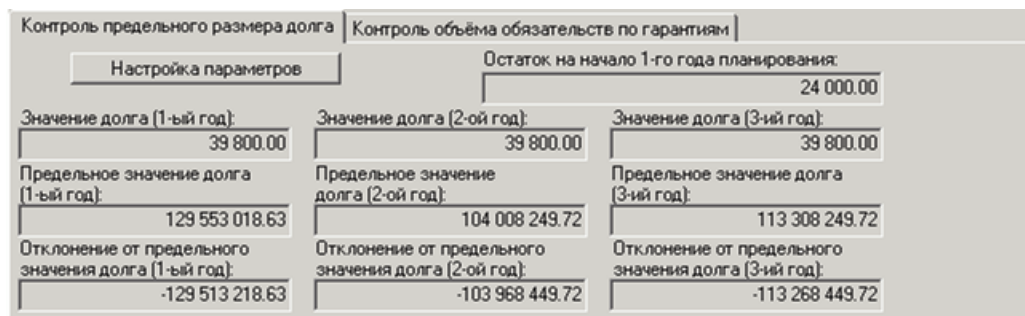 Контроль предельного размера долга Контроль объёма обязательств по гарантиям
Настройка параметров
Остаток на начало 1-го года планирования:
24 000.00
Значение долга (1-ый год): Значение долга (2-ой год): Значение долга (3-ий год):
39 800.00 39 800.00 39 800.00
Предельное значение долга Предельное значение Предельное значение долга
(1-ый год): долга (2-ой год): (3-ий год):
129 553 018.63 104 008 249.72 113 308 249.72
Отклонение от предельного Отклонение от предельного Отклонение от предельного
значения долга (1-ый год): значения долга (2-ой год): значения долга (3-ий год):
-129 513 218.63 -103 968 449.72 -113 268 449.72